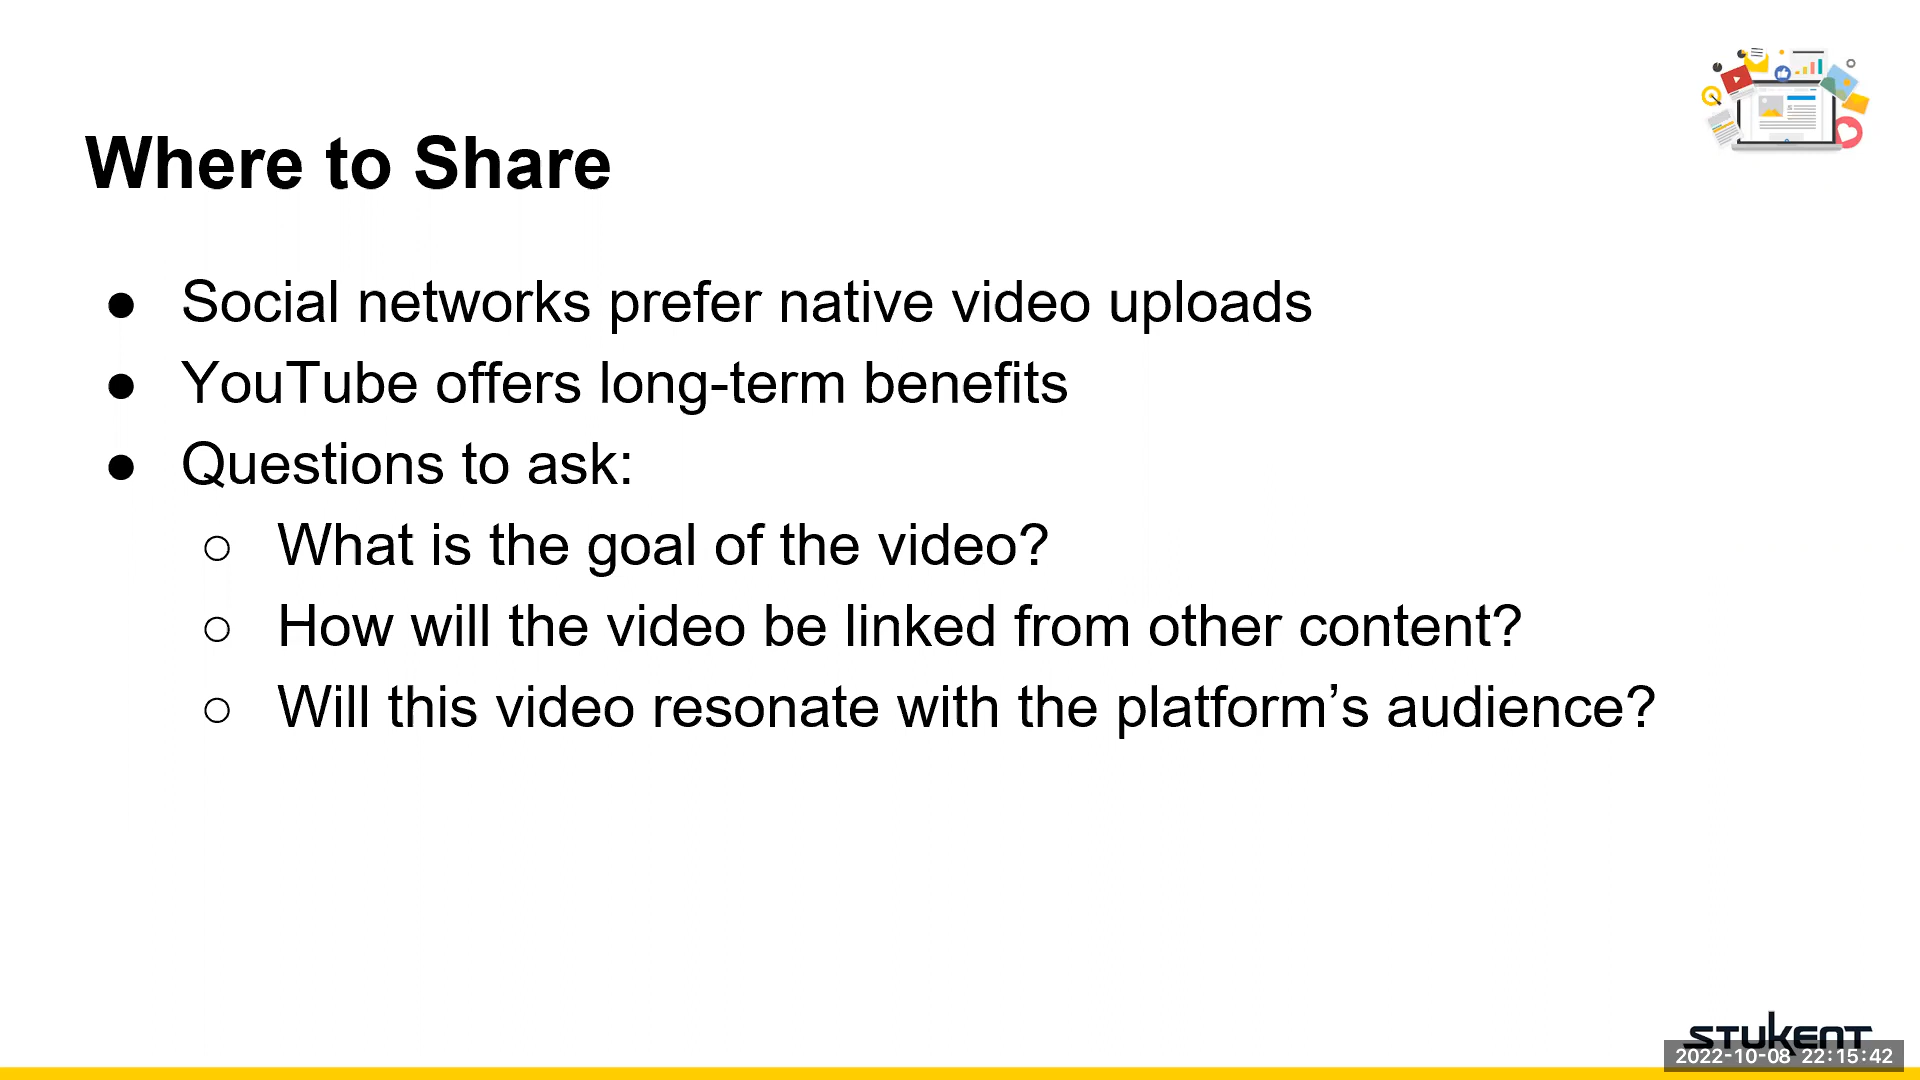 Where to Share
● Social networks prefer native video uploads
● YouTube offers long-term benefits
● Questions to ask:
○ What is the goal of the video?
○ How will the video be linked from other content?
○ Will this video resonate with the platform’s audience?
STUKENT
2022-10-08 22:15:42